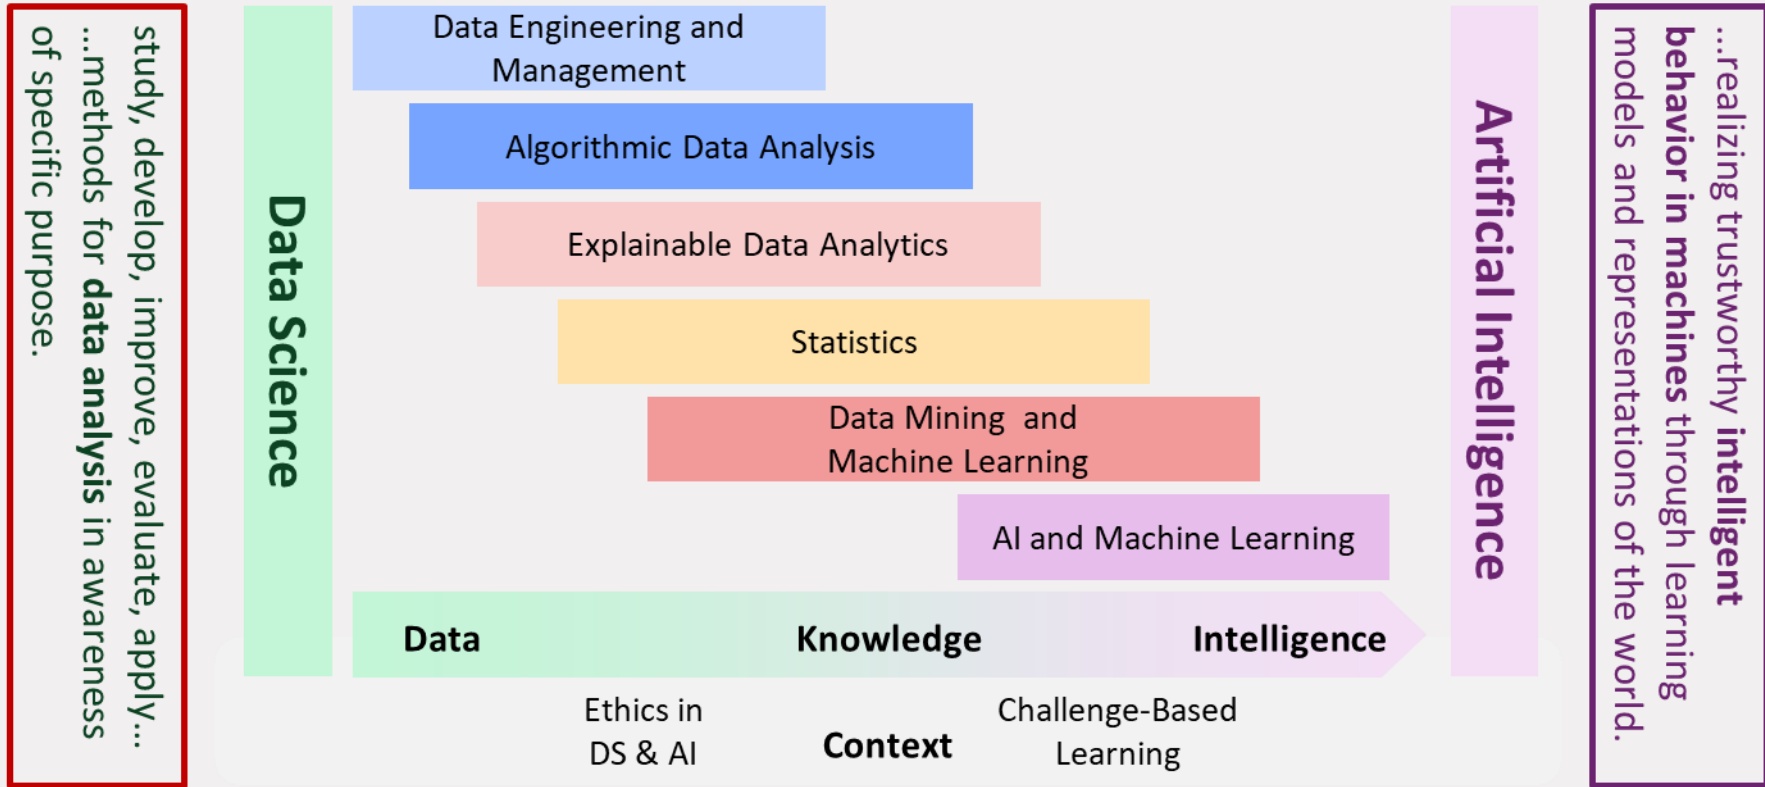 study, develop, improve, evaluate, apply...
...methods for data analysis in awareness
of specific purpose.
Data Science
Data Engineering and
Management
Algorithmic Data Analysis
Explainable Data Analytics
Statistics
Data Mining and
Machine Learning
AI and Machine Learning
Data Knowledge Intelligence
Ethics in
DS & AI
Context
Challenge-Based
Learning
Artificial Intelligence
...realizing trustworthy intelligent
behavior in machines through learning
models and representations of the world.